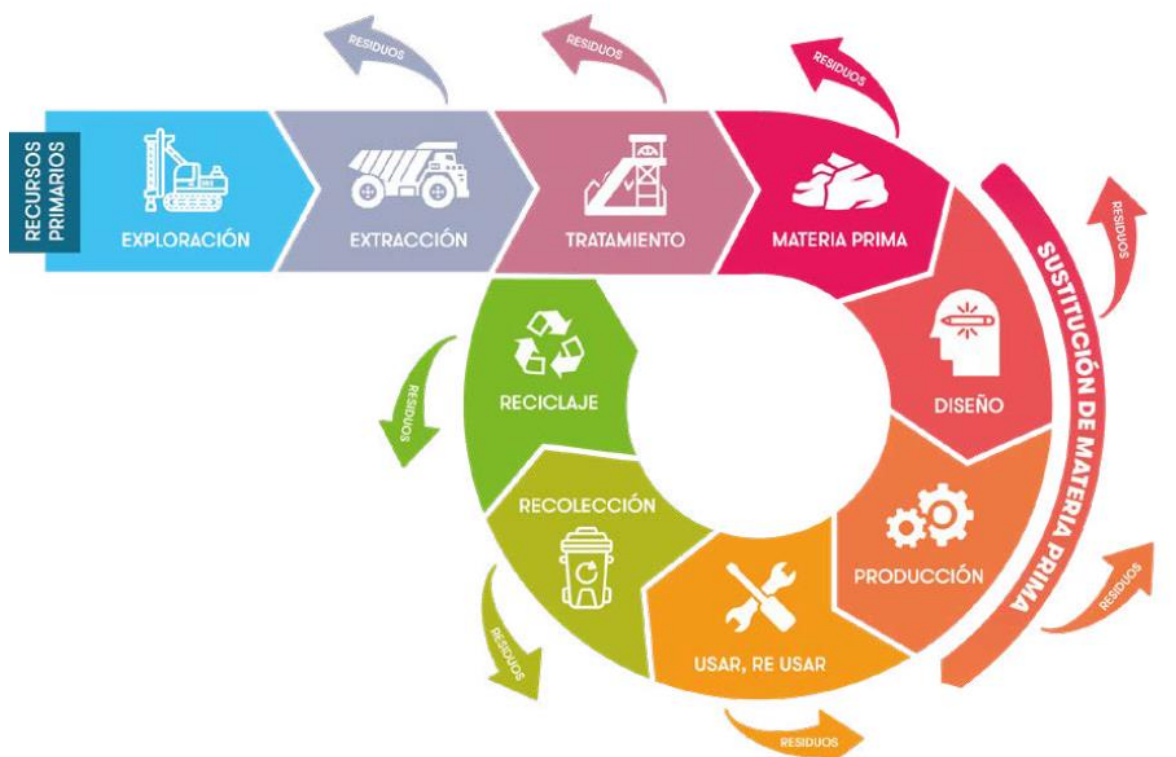 RESIDUOS
RESIDUOS
RESIDUOS
RECURSOS
PRIMARIOS
EXPLORACIÓN
EXTRACCIÓN
TRATAMIENTO
MATERIA PRIMA
RESIDUOS
SUSTITUCIÓN DE MATERIA PRIMA
DISEÑO
RECICLAJE
RESIDUOS
RECOLECCIÓN
PRODUCCIÓN
RESIDUOS
RESIDUOS
USAR, RE USAR
RESIDUOS